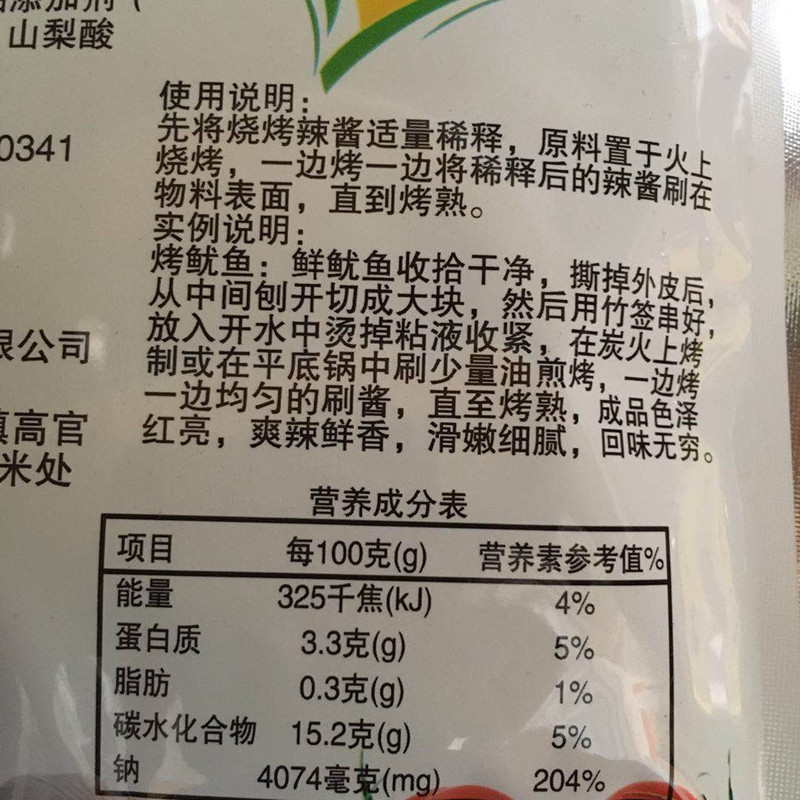 山梨酸
0341
限公司
镇高官
米处
使用说明：
先将烧烤辣酱适量稀释，原料置于火上
烧烤，一边烤一边将稀释后的辣酱刷在
物料表面，直到烤熟。
实例说明：
烤鱿鱼：鲜鱿鱼收拾干净，撕掉外皮后，
从中间刨开切成大块，然后用竹签串好，
放入开水中烫掉粘液收紧，在炭火上烤
制或在平底锅中刷少量油煎烤，一边烤
一边均匀的刷酱，直至烤熟，成品色泽
红亮，爽辣鲜香，滑嫩细腻，回味无穷。
营养成分表
项目 每100克(g) 营养素参考值%
能量 325千焦(kJ) 4%
蛋白质 3.3克(g) 5%
脂肪 0.3克(g) 1%
碳水化合物 15.2克(g) 5%
钠 4074毫克(mg) 204%